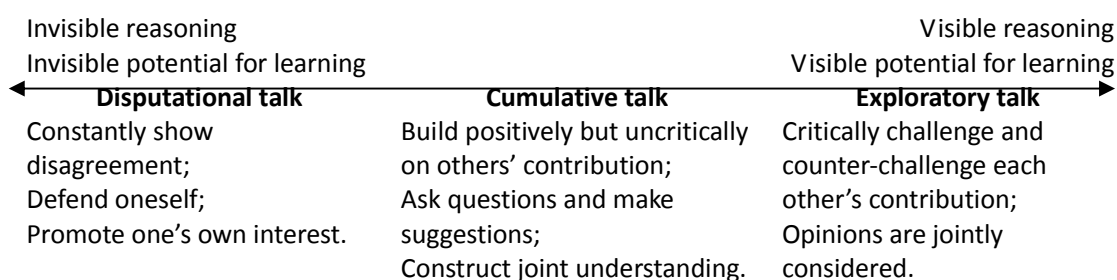 Invisible reasoning
Visible reasoning
Invisible potential for learning
Visible potential for learning
Disputational talk
Constantly show
disagreement;
Defend oneself;
Promote one's own interest.
Cumulative talk
Build positively but uncritically
on others' contribution;
Ask questions and make
suggestions;
Construct joint understanding.
Exploratory talk
Critically challenge and
counter-challenge each
other's contribution;
Opinions are jointly
considered.